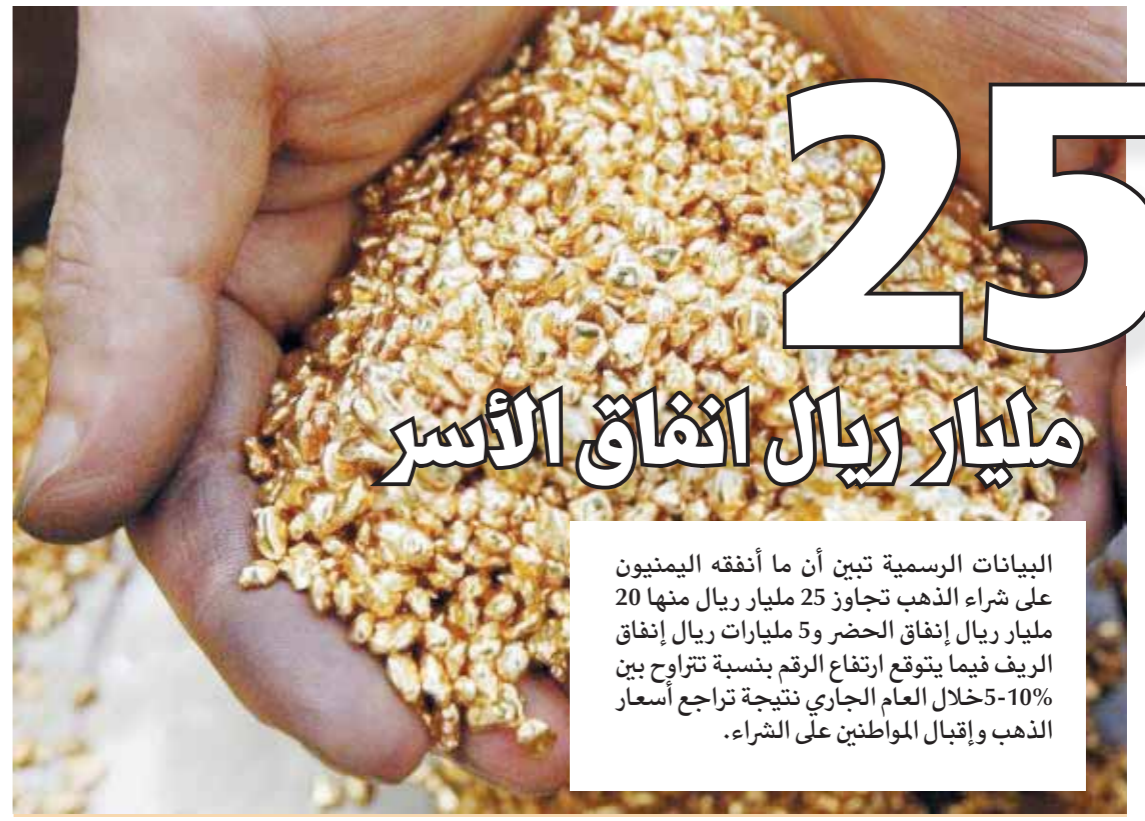 25
مليار ريال انفاق الأسر
البيانات الرسمية تبين أن ما أنفقه اليمنيون
على شراء الذهب تجاوز 25 مليار ريال منها 20
مليار ريال إنفاق الحضر و5 مليارات ريال إنفاق
الريف فيما يتوقع ارتفاع الرقم بنسبة تتراوح بين
5-10% خلال العام الجاري نتيجة تراجع أسعار
الذهب وإقبال المواطنين على الشراء.